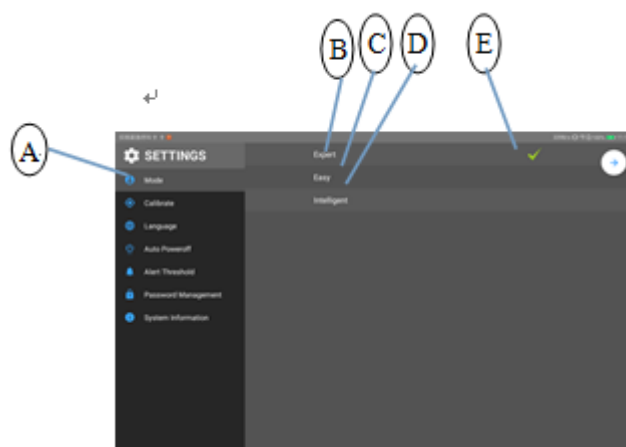 B C D E
A
SETTINGS
Expert
Mode
Easy
Calibrate
Intelligent
Language
Auto Poweroff
Alert Threshold
Password Management
System Information